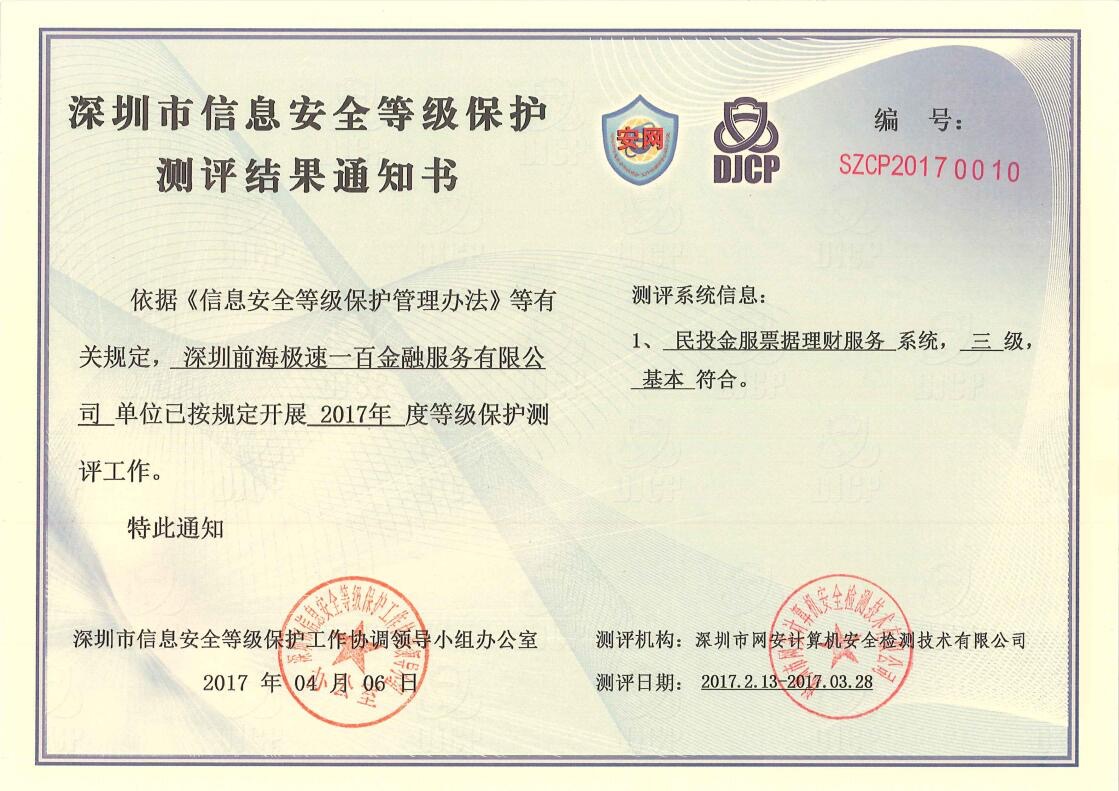 深圳市信息安全等级保护
测评结果通知书
安网
DJCP
编 号：
SZCP20170010
依据《信息安全等级保护管理办法》等有
关规定，深圳前海极速一百金融服务有限公
司 单位已按规定开展 2017年 度等级保护测
评工作。
特此通知
深圳市信息安全等级保护工作协调领导小组办公室
2017 年 04 月 06 日
测评系统信息：
1、 民投金服票据理财服务 系统， 三 级，
基本 符合。
测评机构：深圳市网安计算机安全检测技术有限公司
测评日期： 2017.2.13-2017.03.28
深圳市信息安全等级保护工作协调领导小组
办公室
深圳市网安计算机安全检测技术有限公司